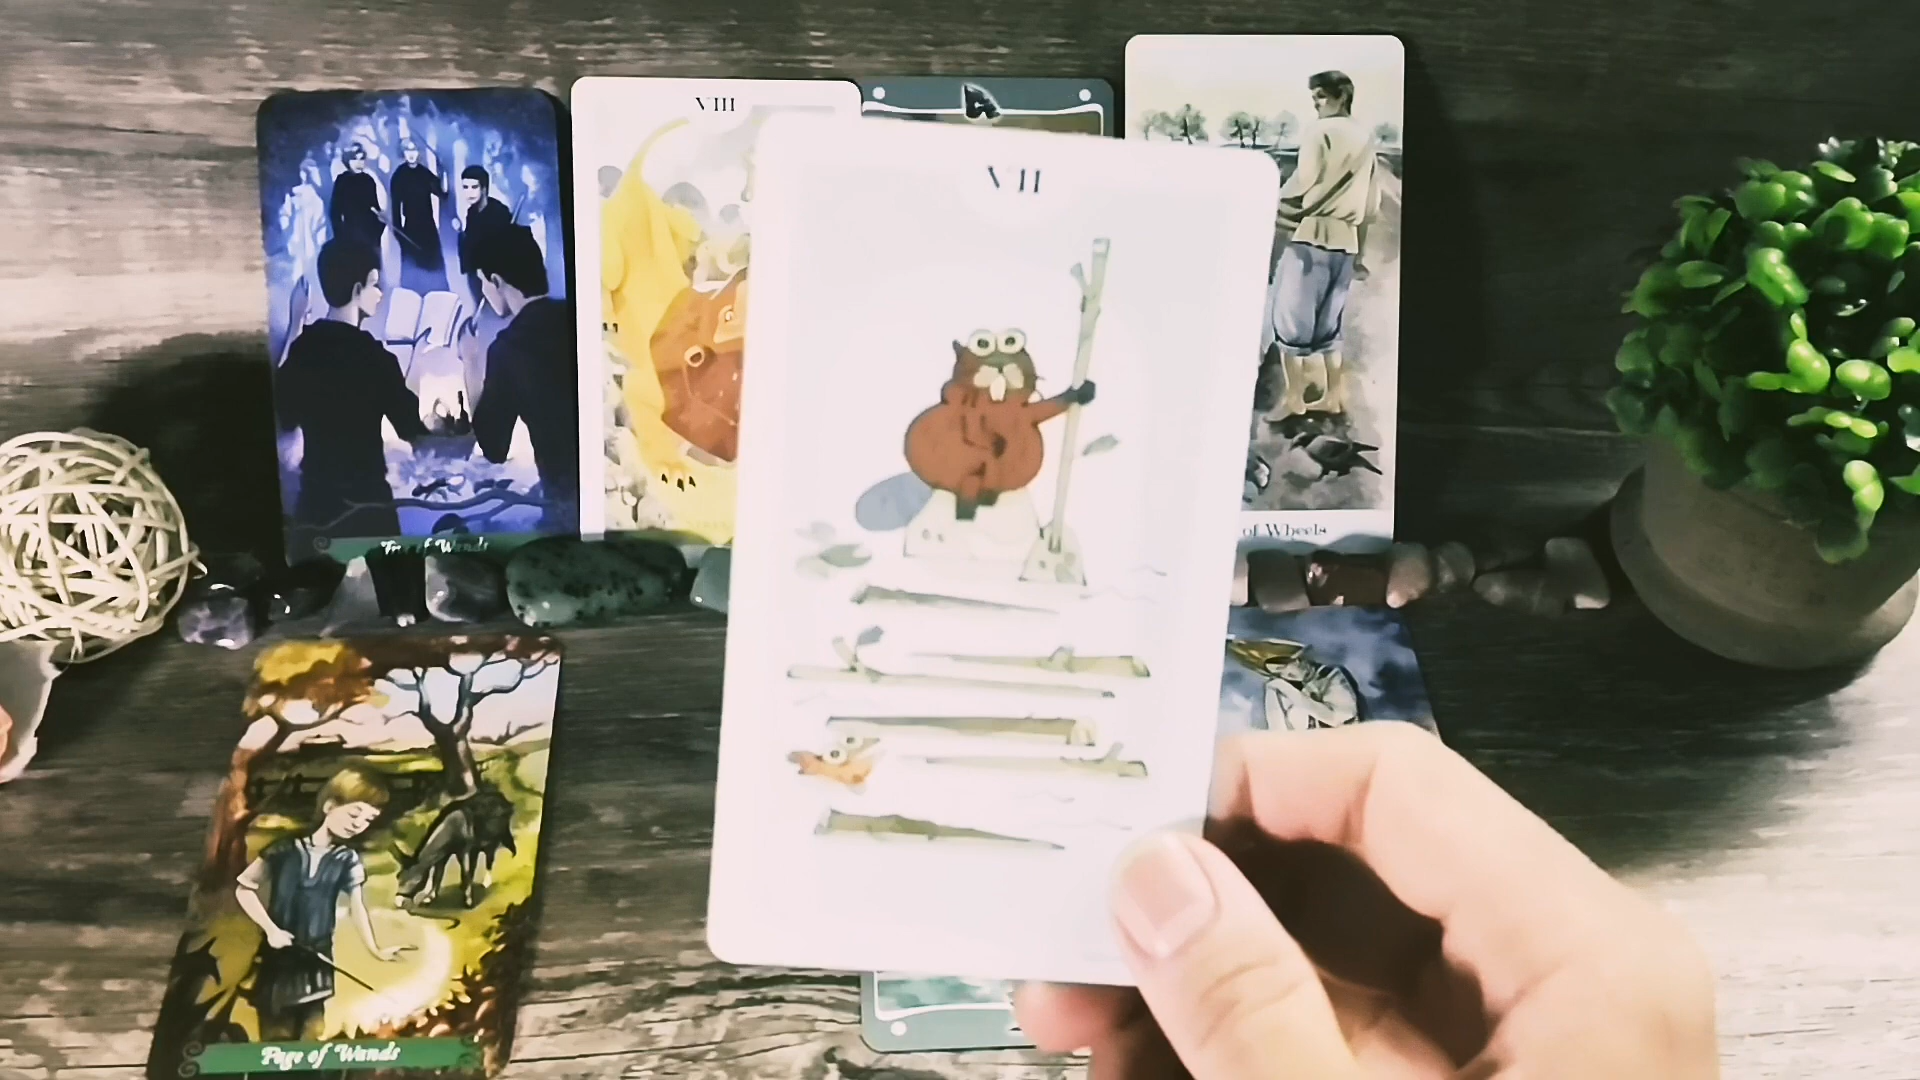 VIII
VII
of Wheels
of Wands
Page of Wands